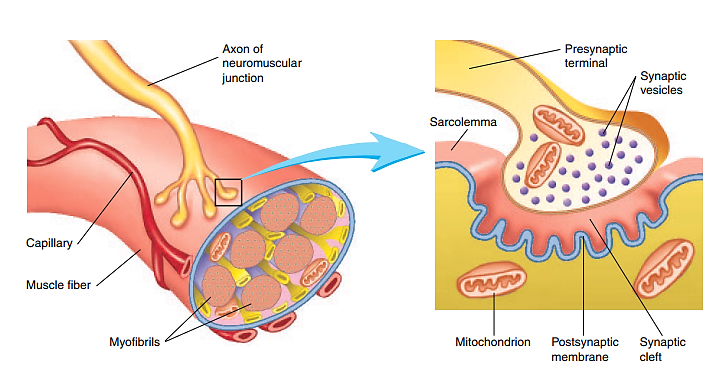 Axon of
neuromuscular
junction
Capillary
Muscle fiber
Myofibrils
Presynaptic
terminal
Synaptic
vesicles
Sarcolemma
Mitochondrion
Postsynaptic
membrane
Synaptic
cleft